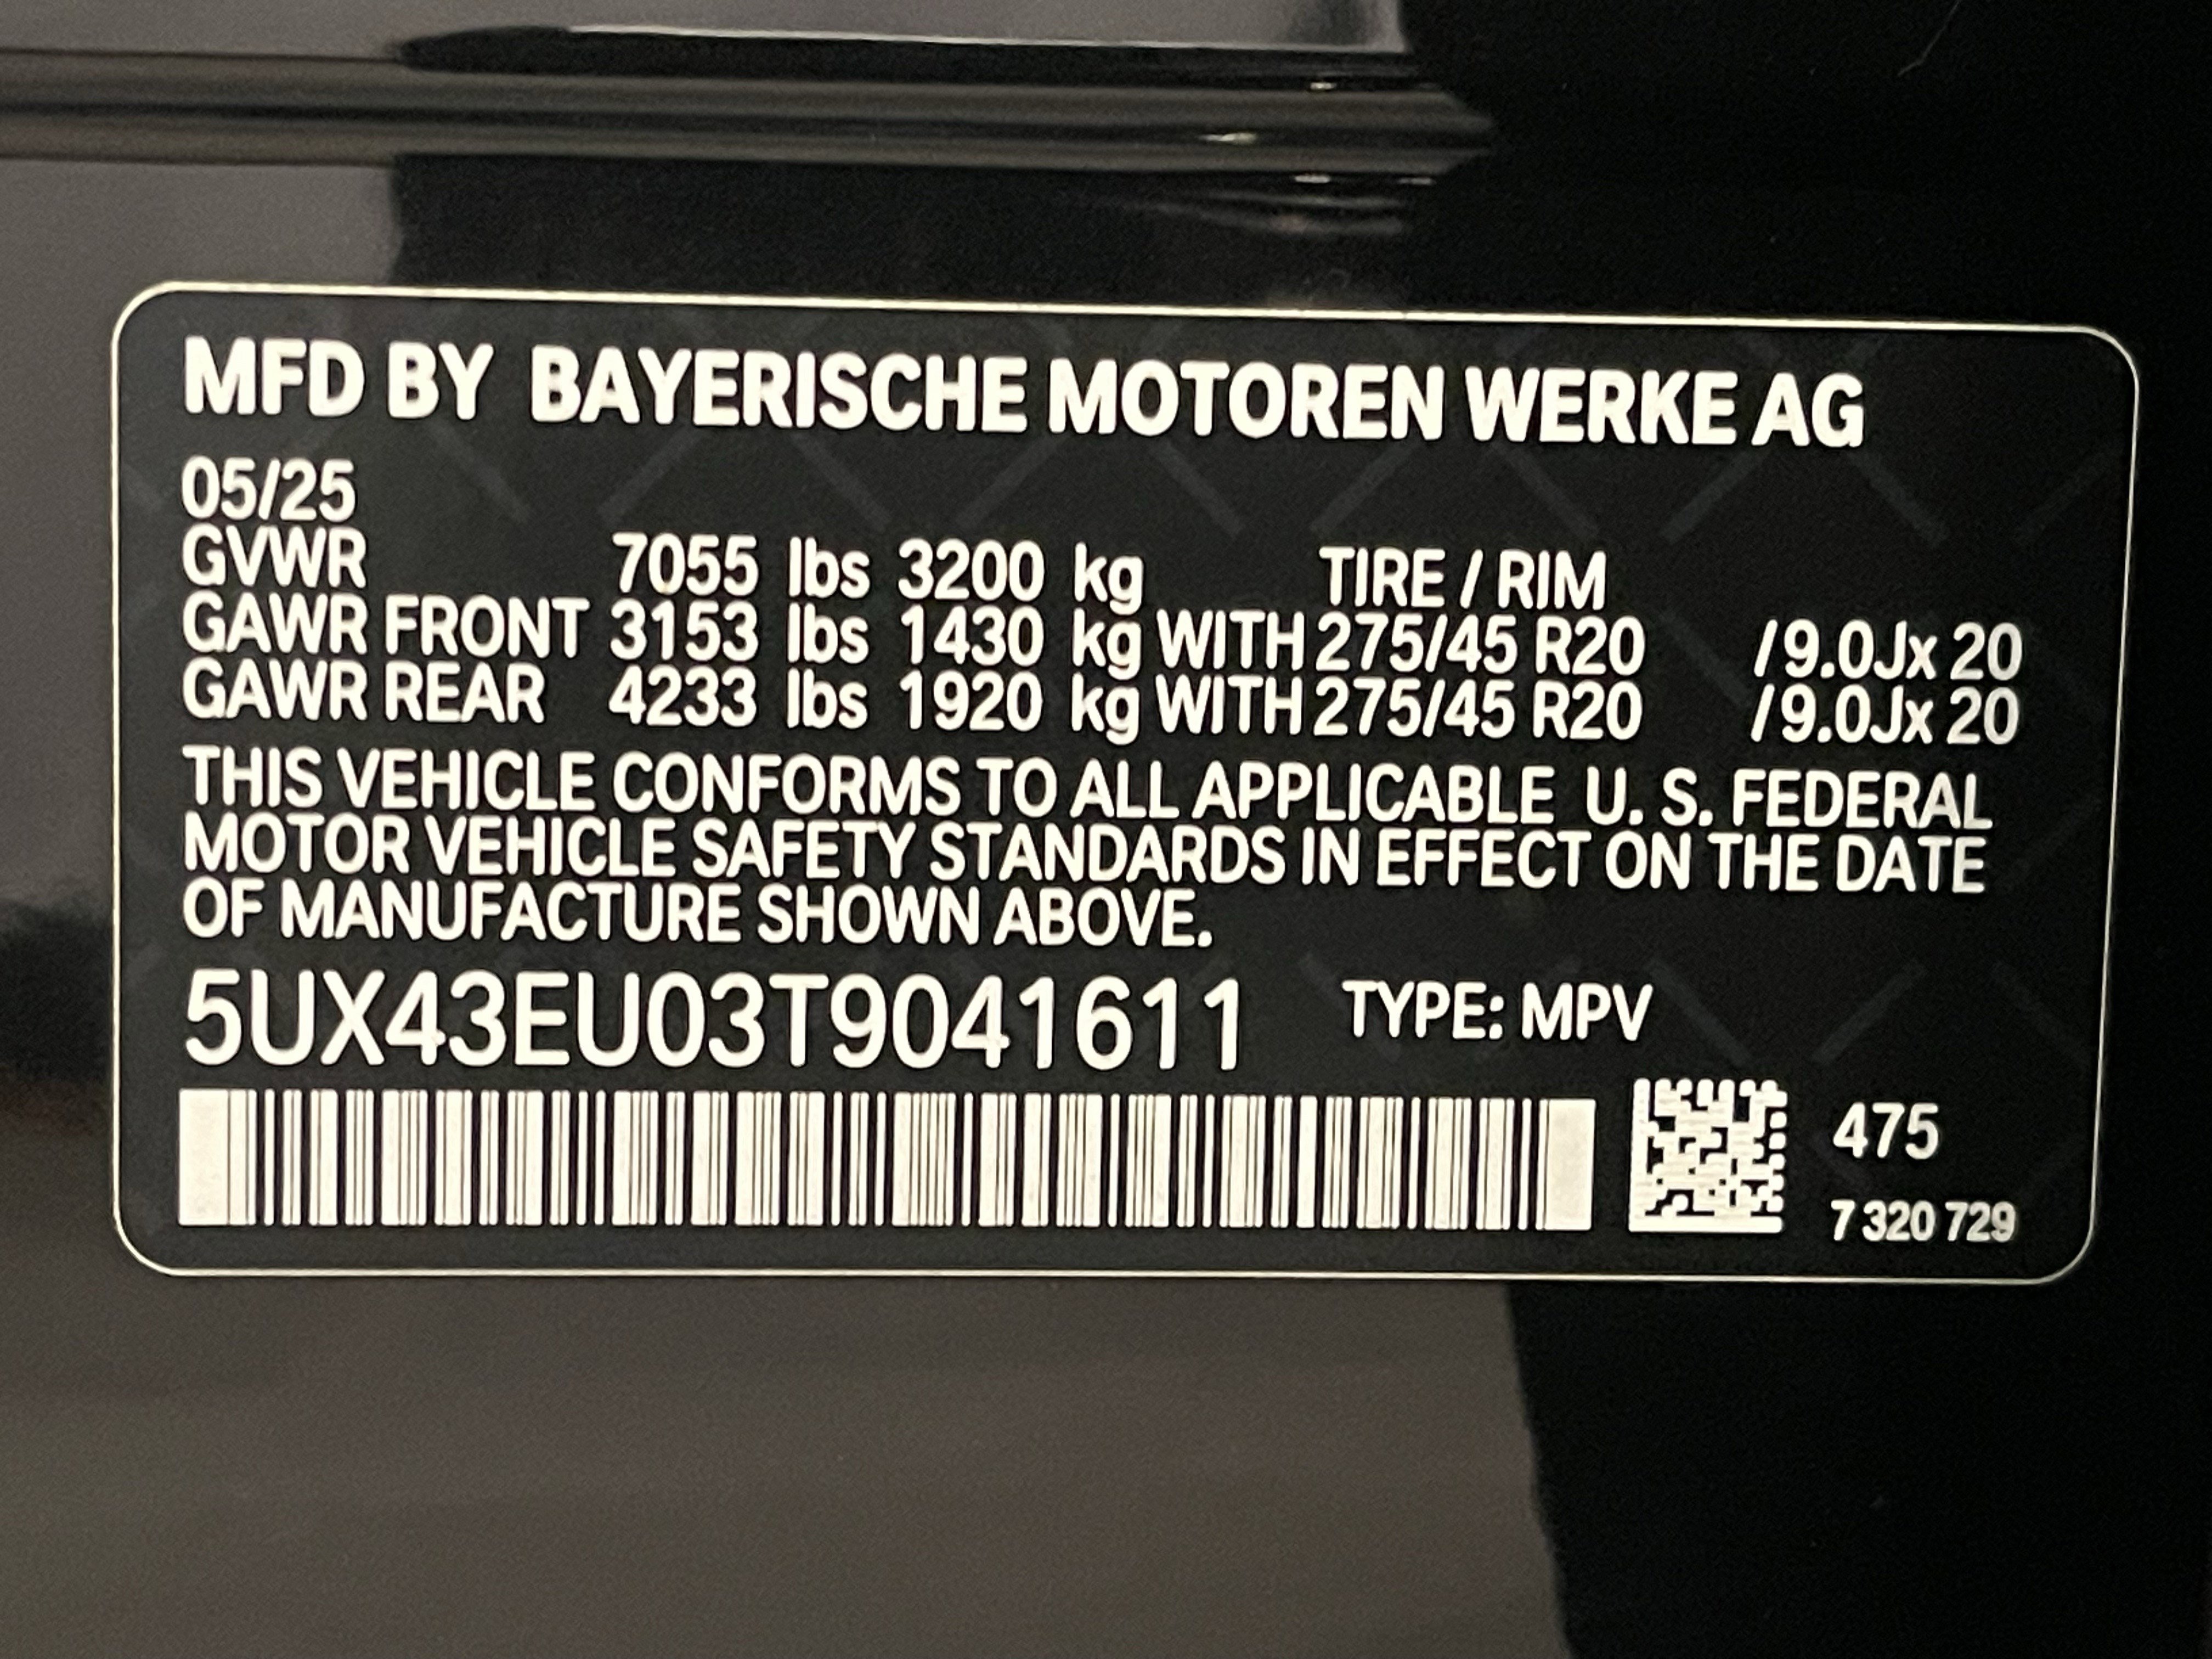 MFD BY BAYERISCHE MOTOREN WERKE AG
05/25
GVWR 7055 lbs 3200 kg TIRE / RIM
GAWR FRONT 3153 lbs 1430 kg WITH 275/45 R20 / 9.0Jx 20
GAWR REAR 4233 lbs 1920 kg WITH 275/45 R20 / 9.0Jx 20
THIS VEHICLE CONFORMS TO ALL APPLICABLE U. S. FEDERAL
MOTOR VEHICLE SAFETY STANDARDS IN EFFECT ON THE DATE
OF MANUFACTURE SHOWN ABOVE.
5UX43EU03T9041611 TYPE: MPV
475
7 320 729